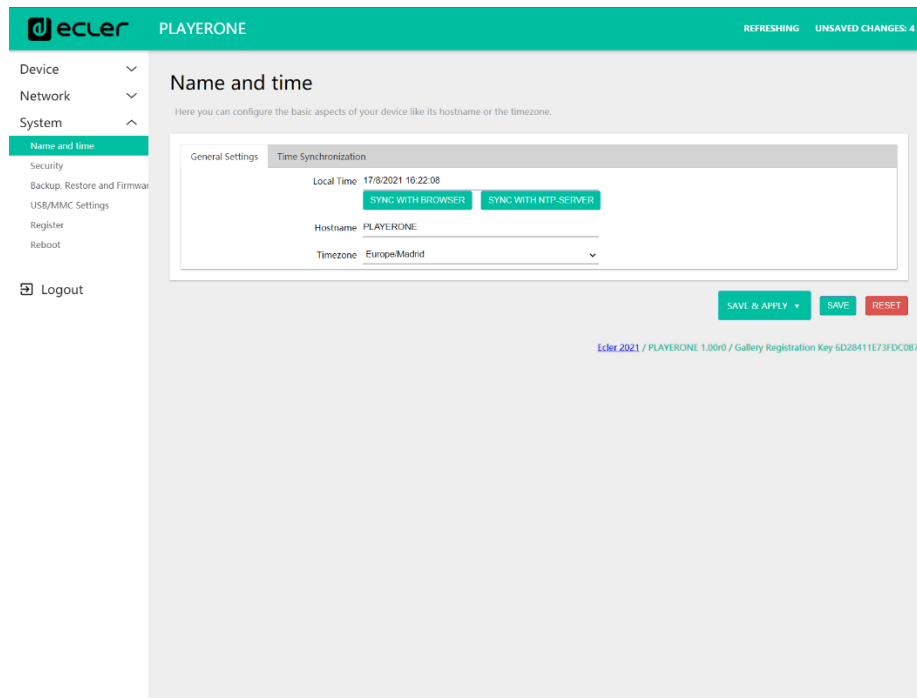 ecler PLAYERONE REFRESHING UNSAVED CHANGES: 4
Device
Network
System
Name and time
Security
Backup, Restore and Firmwar
USB/MMC Settings
Register
Reboot
Logout
Name and time
Here you can configure the basic aspects of your device like its hostname or the timezone.
General Settings Time Synchronization
Local Time 17/8/2021 16:22:08
SYNC WITH BROWSER SYNC WITH NTP-SERVER
Hostname PLAYERONE
Timezone Europe/Madrid
SAVE & APPLY SAVE RESET
Ecler 2021 / PLAYERONE 1.00r0 / Gallery Registration Key 6D28411E73FDC0B7